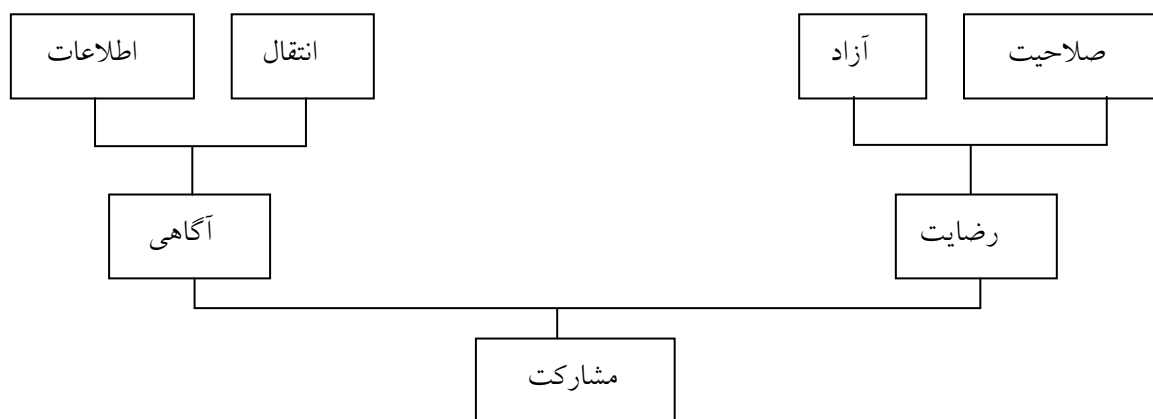 صلاحیت
آزاد
انتقال
اطلاعات
رضایت
آگاهی
مشارکت